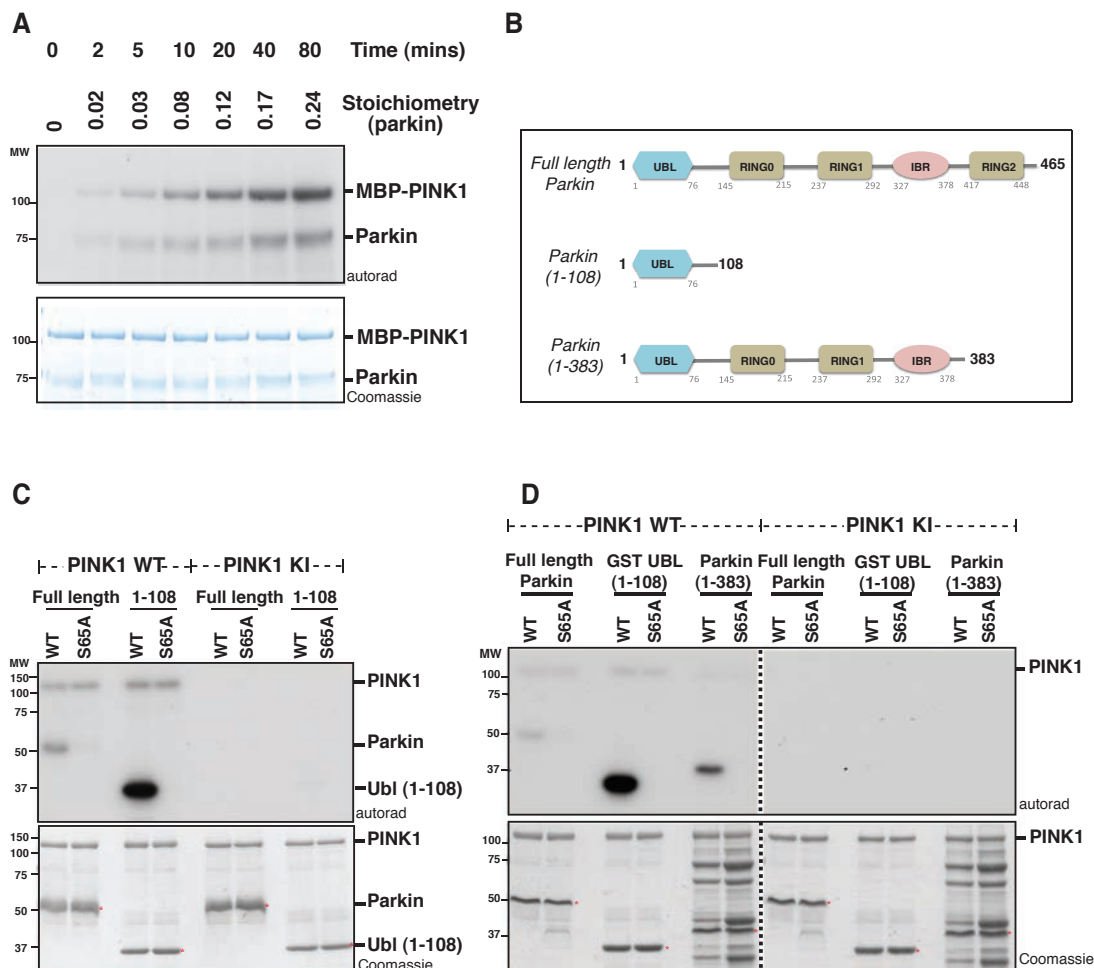 A
0 2 5 10 20 40 80 Time (mins)
0 0.02 0.03 0.08 0.12 0.17 0.24 Stoichiometry
(parkin)
MW
100
75
MBP-PINK1
Parkin
autorad
100
75
MBP-PINK1
Parkin
Coomassie
B
Full length
Parkin
1 UBL RING0 RING1 IBR RING2 465
1 76 145 215 237 292 327 378 417 448
Parkin
(1-108)
1 UBL 108
1 76
Parkin
(1-383)
1 UBL RING0 RING1 IBR 383
1 76 145 215 237 292 327 378
C
PINK1 WT PINK1 KI
Full length 1-108 Full length 1-108
WT S65A WT S65A WT S65A WT S65A
MW
150
100
75
50
37
PINK1
Parkin
Ubl (1-108)
autorad
150
100
75
50
37
PINK1
Parkin
Ubl (1-108)
Coomassie
D
PINK1 WT PINK1 KI
Full length GST UBL Parkin Full length GST UBL Parkin
Parkin (1-108) (1-383) Parkin (1-108) (1-383)
WT S65A WT S65A WT S65A WT S65A WT S65A WT S65A
MW
100
75
50
37
PINK1
autorad
100
75
50
37
PINK1
Coomassie